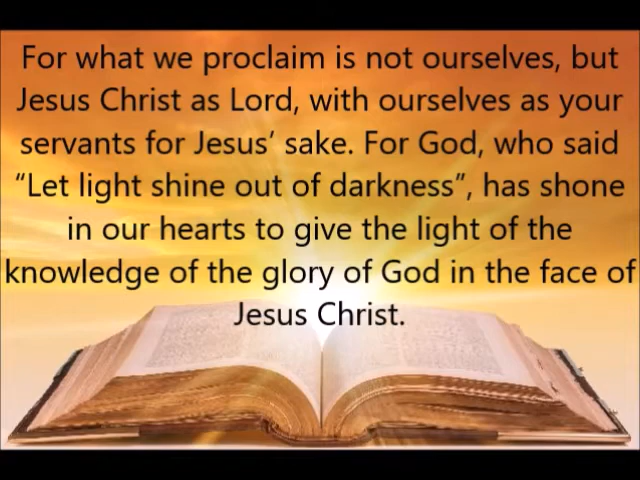 For what we proclaim is not ourselves, but
Jesus Christ as Lord, with ourselves as your
servants for Jesus’ sake. For God, who said
“Let light shine out of darkness”, has shone
in our hearts to give the light of the
knowledge of the glory of God in the face of
Jesus Christ.